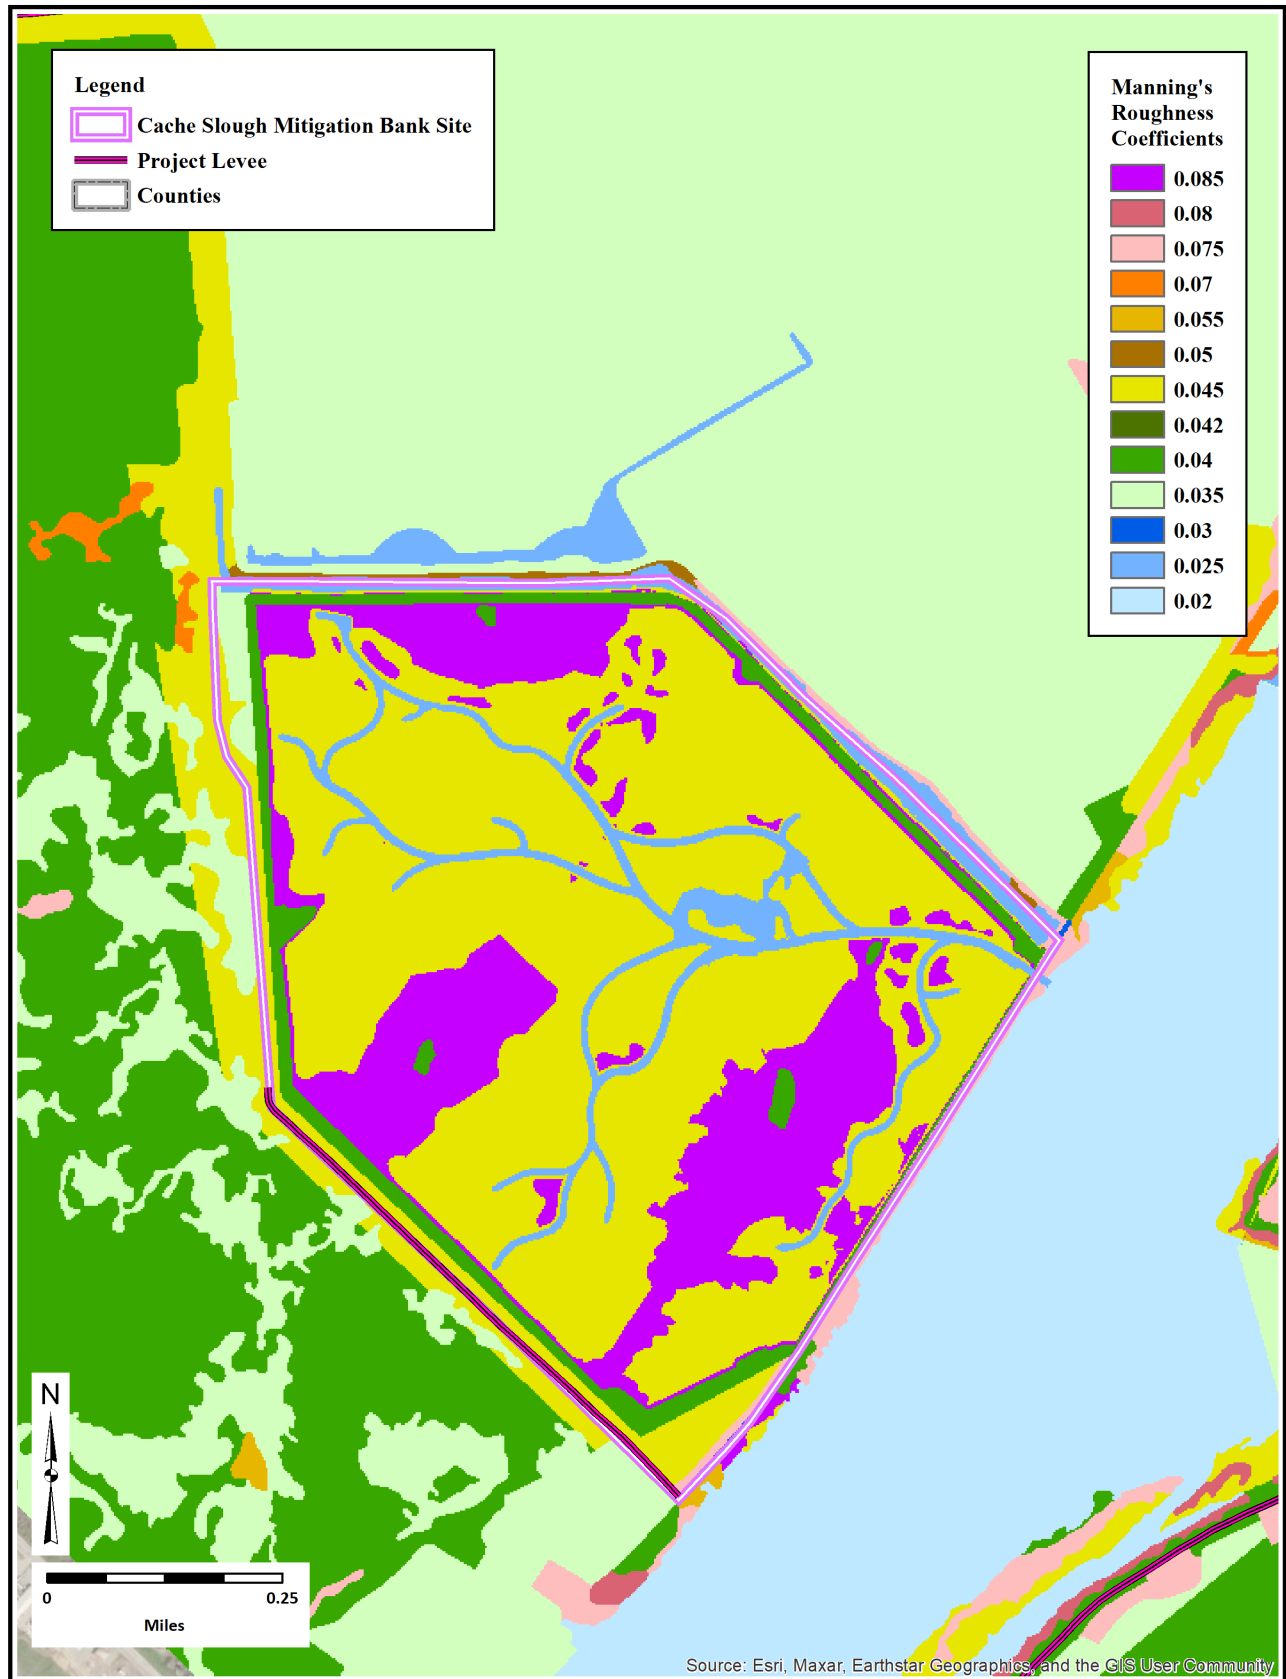 Legend
Cache Slough Mitigation Bank Site
Project Levee
Counties
Manning's
Roughness
Coefficients
0.085
0.08
0.075
0.07
0.055
0.05
0.045
0.042
0.04
0.035
0.03
0.025
0.02
N
0 0.25
Miles
Source: Esri, Maxar, Earthstar Geographics, and the GIS User Community